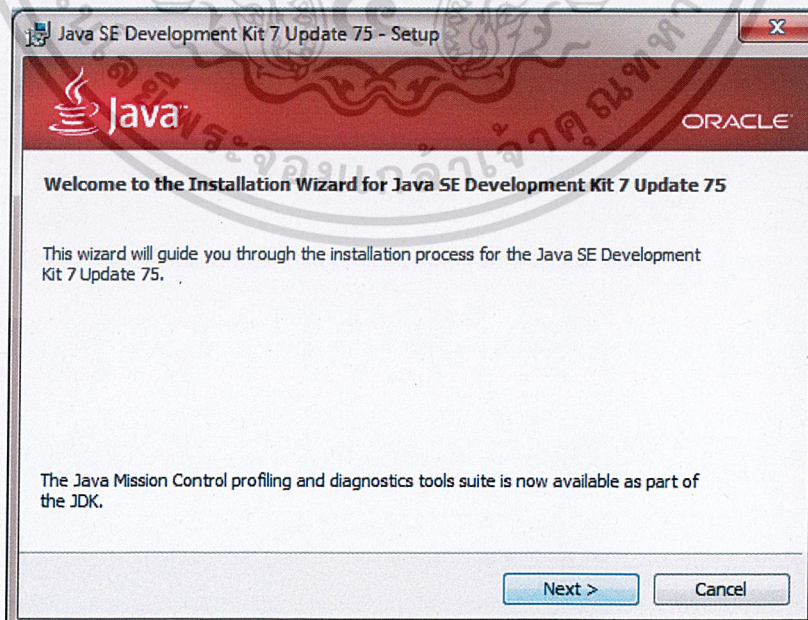 Java SE Development Kit 7 Update 75 - Setup
Java
ORACLE
Welcome to the Installation Wizard for Java SE Development Kit 7 Update 75
This wizard will guide you through the installation process for the Java SE Development
Kit 7 Update 75.
The Java Mission Control profiling and diagnostics tools suite is now available as part of
the JDK.
Next >
Cancel